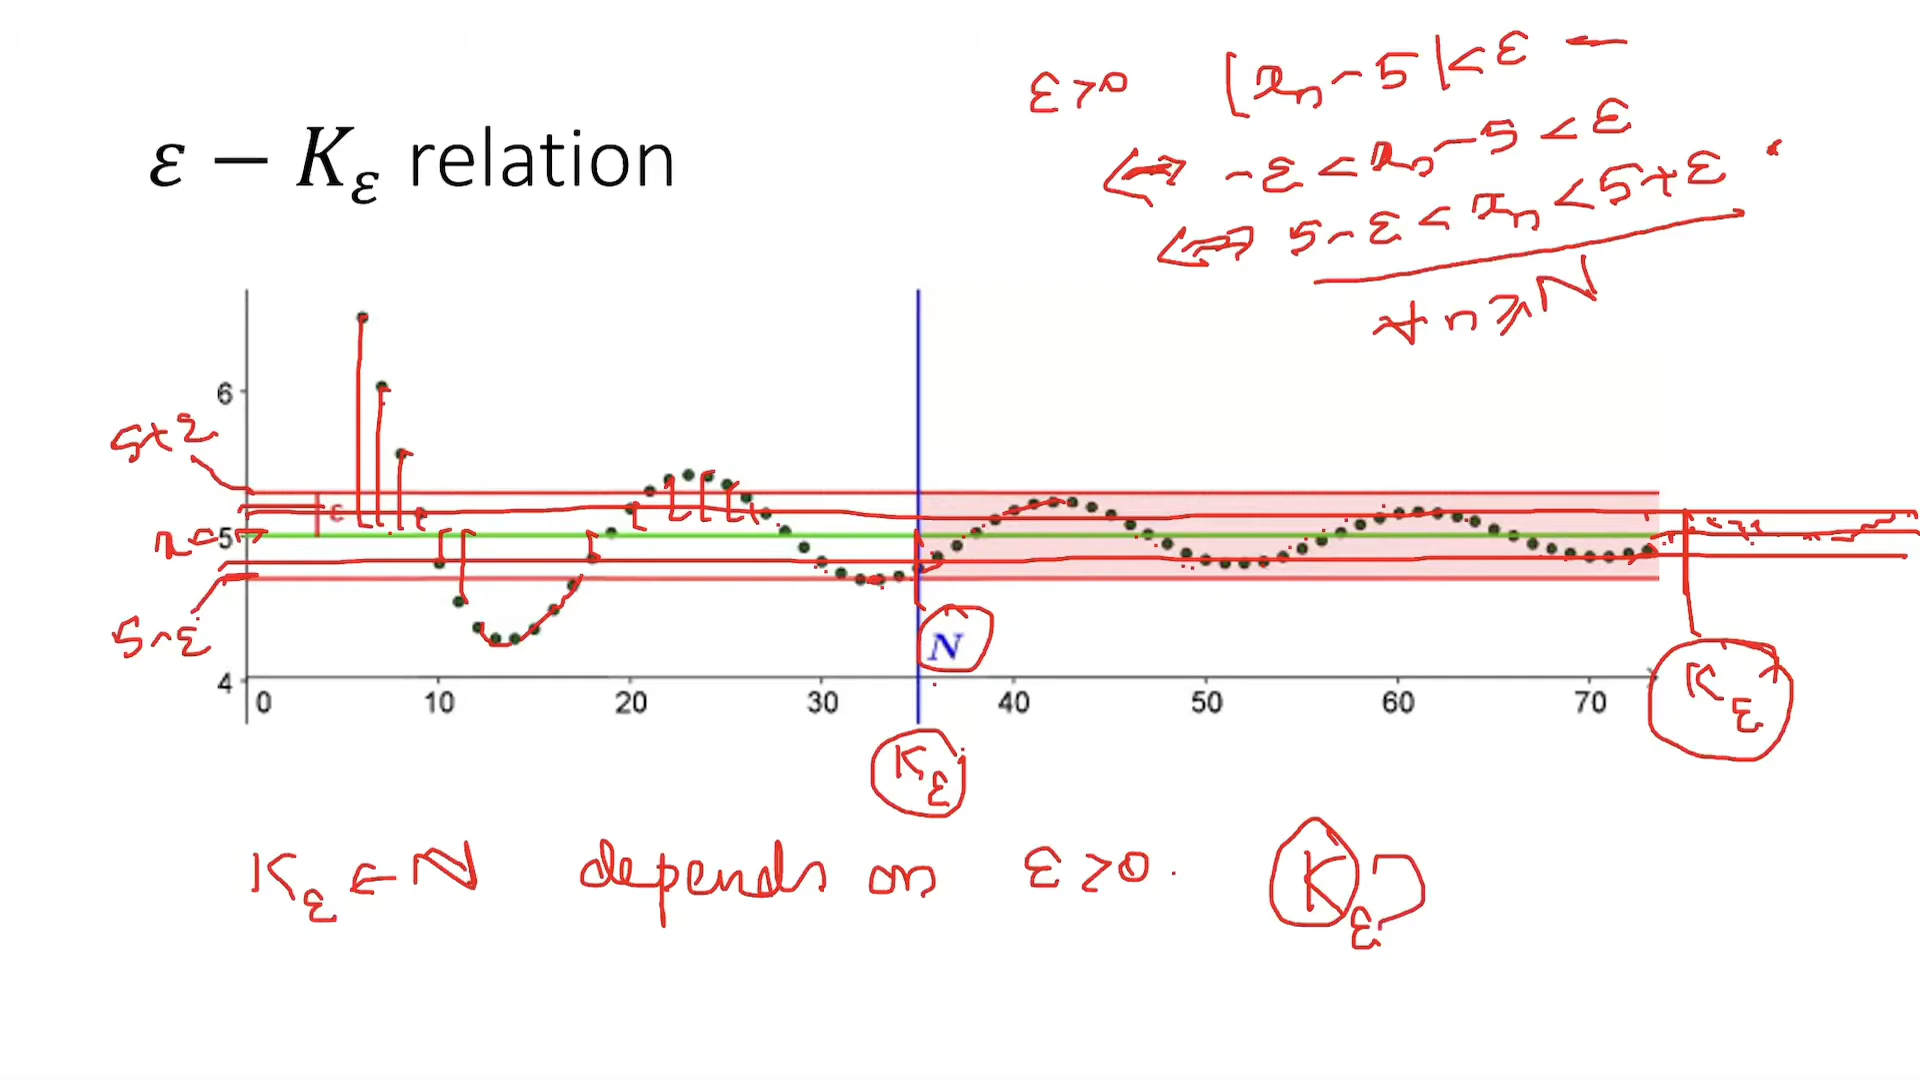 ε − K_ε relation
ε>0 |x_n − 5| < ε
⟺ −ε < x_n − 5 < ε
⟺ 5−ε < x_n < 5+ε
∀ n ≥ N
6
5+ε
ε
x = 5
5−ε
N
4
0 10 20 30 40 50 60 70
K_ε
K_ε
K_ε ∈ ℕ depends on ε>0.
K_ε